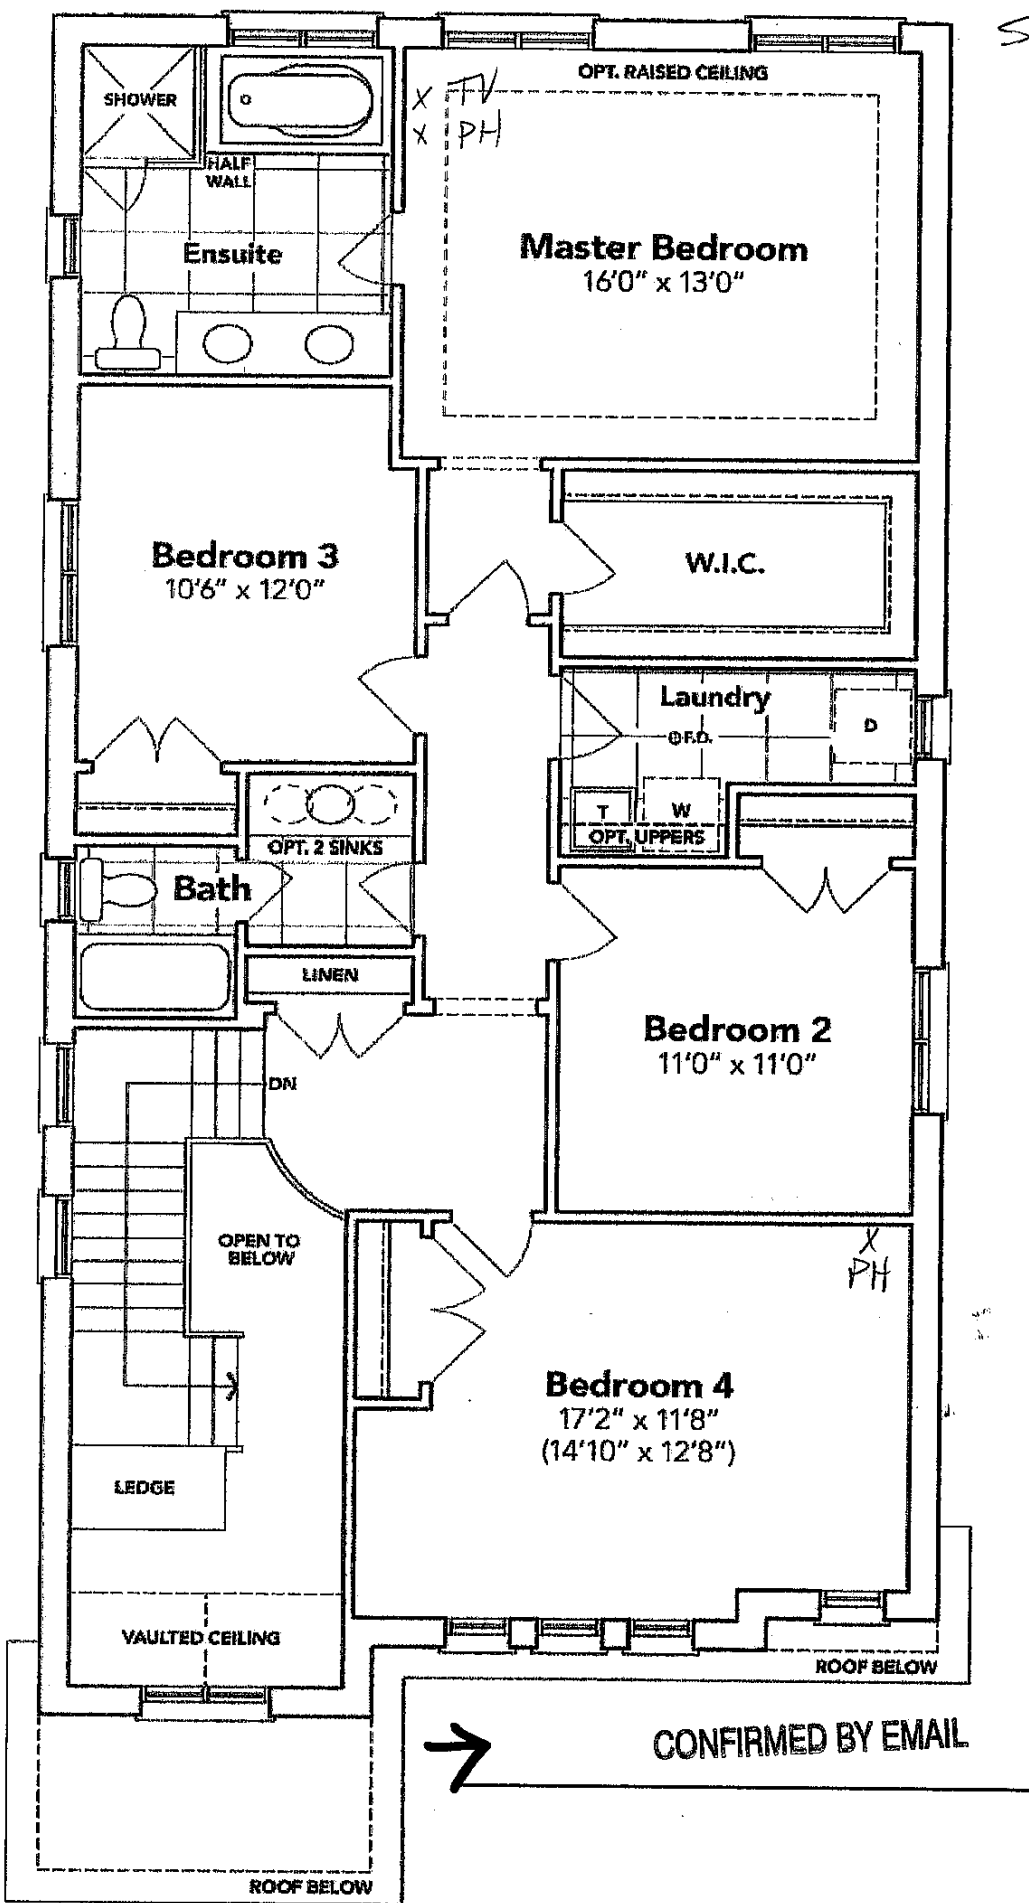 S
OPT. RAISED CEILING
SHOWER
X TV
X PH
HALF
WALL
Ensuite
Master Bedroom
16'0" x 13'0"
Bedroom 3
10'6" x 12'0"
W.I.C.
Laundry
F.D.
D
T
W
OPT. UPPERS
OPT. 2 SINKS
Bath
LINEN
Bedroom 2
11'0" x 11'0"
DN
OPEN TO
BELOW
X
PH
Bedroom 4
17'2" x 11'8"
(14'10" x 12'8")
LEDGE
VAULTED CEILING
ROOF BELOW
CONFIRMED BY EMAIL
ROOF BELOW